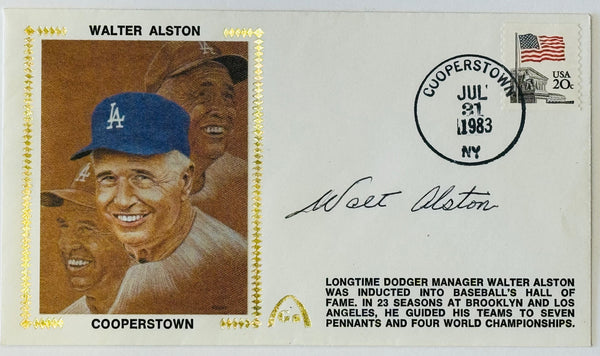 WALTER ALSTON
LA
COOPERSTOWN
COOPERSTOWN
JUL
31
1983
NY
USA
20c
Walt Alston
LONGTIME DODGER MANAGER WALTER ALSTON
WAS INDUCTED INTO BASEBALL'S HALL OF
FAME. IN 23 SEASONS AT BROOKLYN AND LOS
ANGELES, HE GUIDED HIS TEAMS TO SEVEN
PENNANTS AND FOUR WORLD CHAMPIONSHIPS.